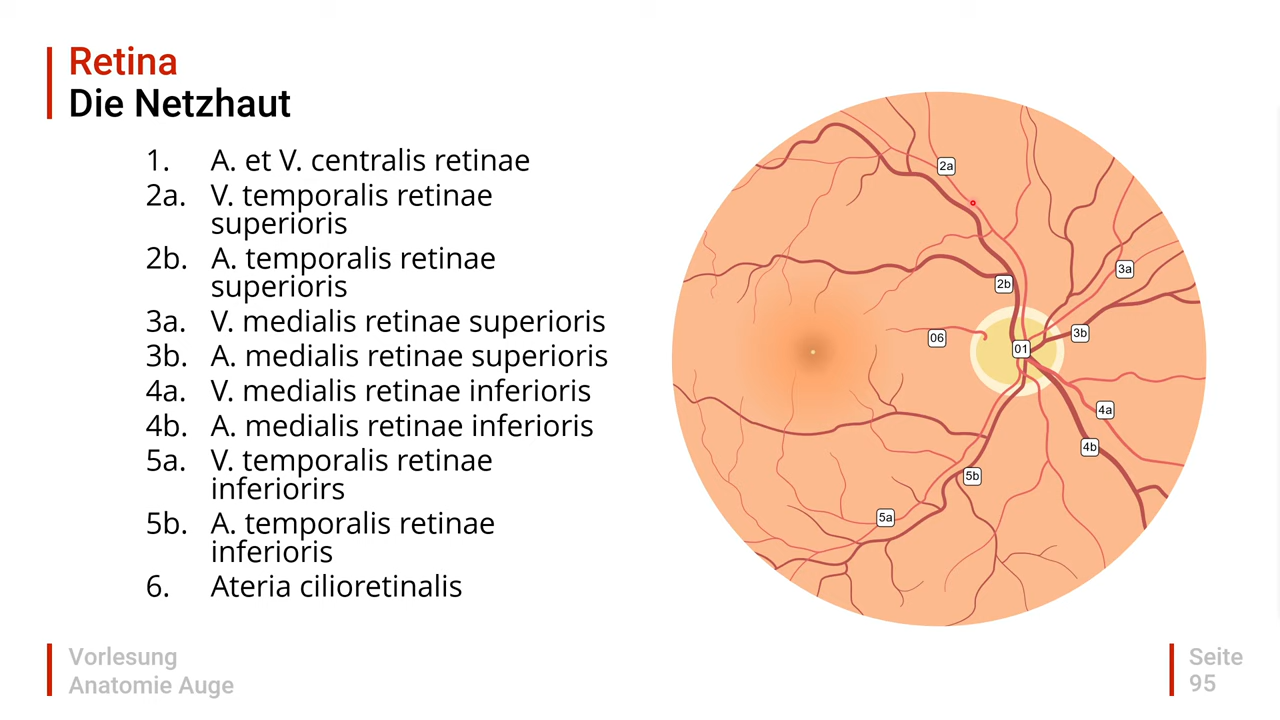 Retina
Die Netzhaut
1. A. et V. centralis retinae
2a. V. temporalis retinae
superioris
2b. A. temporalis retinae
superioris
3a. V. medialis retinae superioris
3b. A. medialis retinae superioris
4a. V. medialis retinae inferioris
4b. A. medialis retinae inferioris
5a. V. temporalis retinae
inferiorirs
5b. A. temporalis retinae
inferioris
6. Ateria cilioretinalis
2a
3a
2b
3b
06
01
4a
4b
5b
5a
Vorlesung
Anatomie Auge
Seite
95